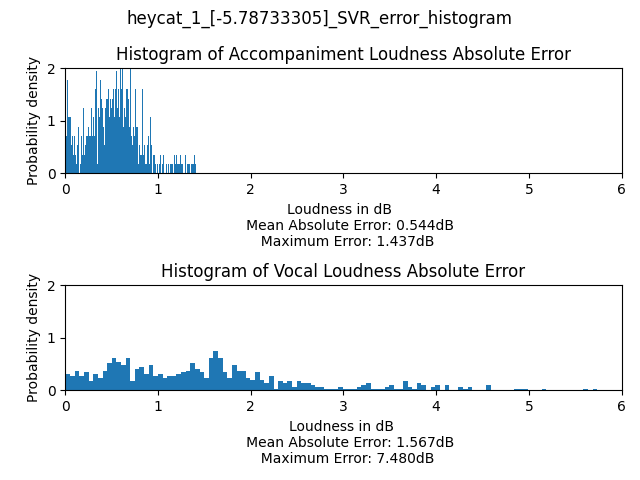 heycat_1_[-5.78733305]_SVR_error_histogram
Histogram of Accompaniment Loudness Absolute Error
Probability density
2
1
0
0 1 2 3 4 5 6
Loudness in dB
Mean Absolute Error: 0.544dB
Maximum Error: 1.437dB
Histogram of Vocal Loudness Absolute Error
Probability density
2
1
0
0 1 2 3 4 5 6
Loudness in dB
Mean Absolute Error: 1.567dB
Maximum Error: 7.480dB